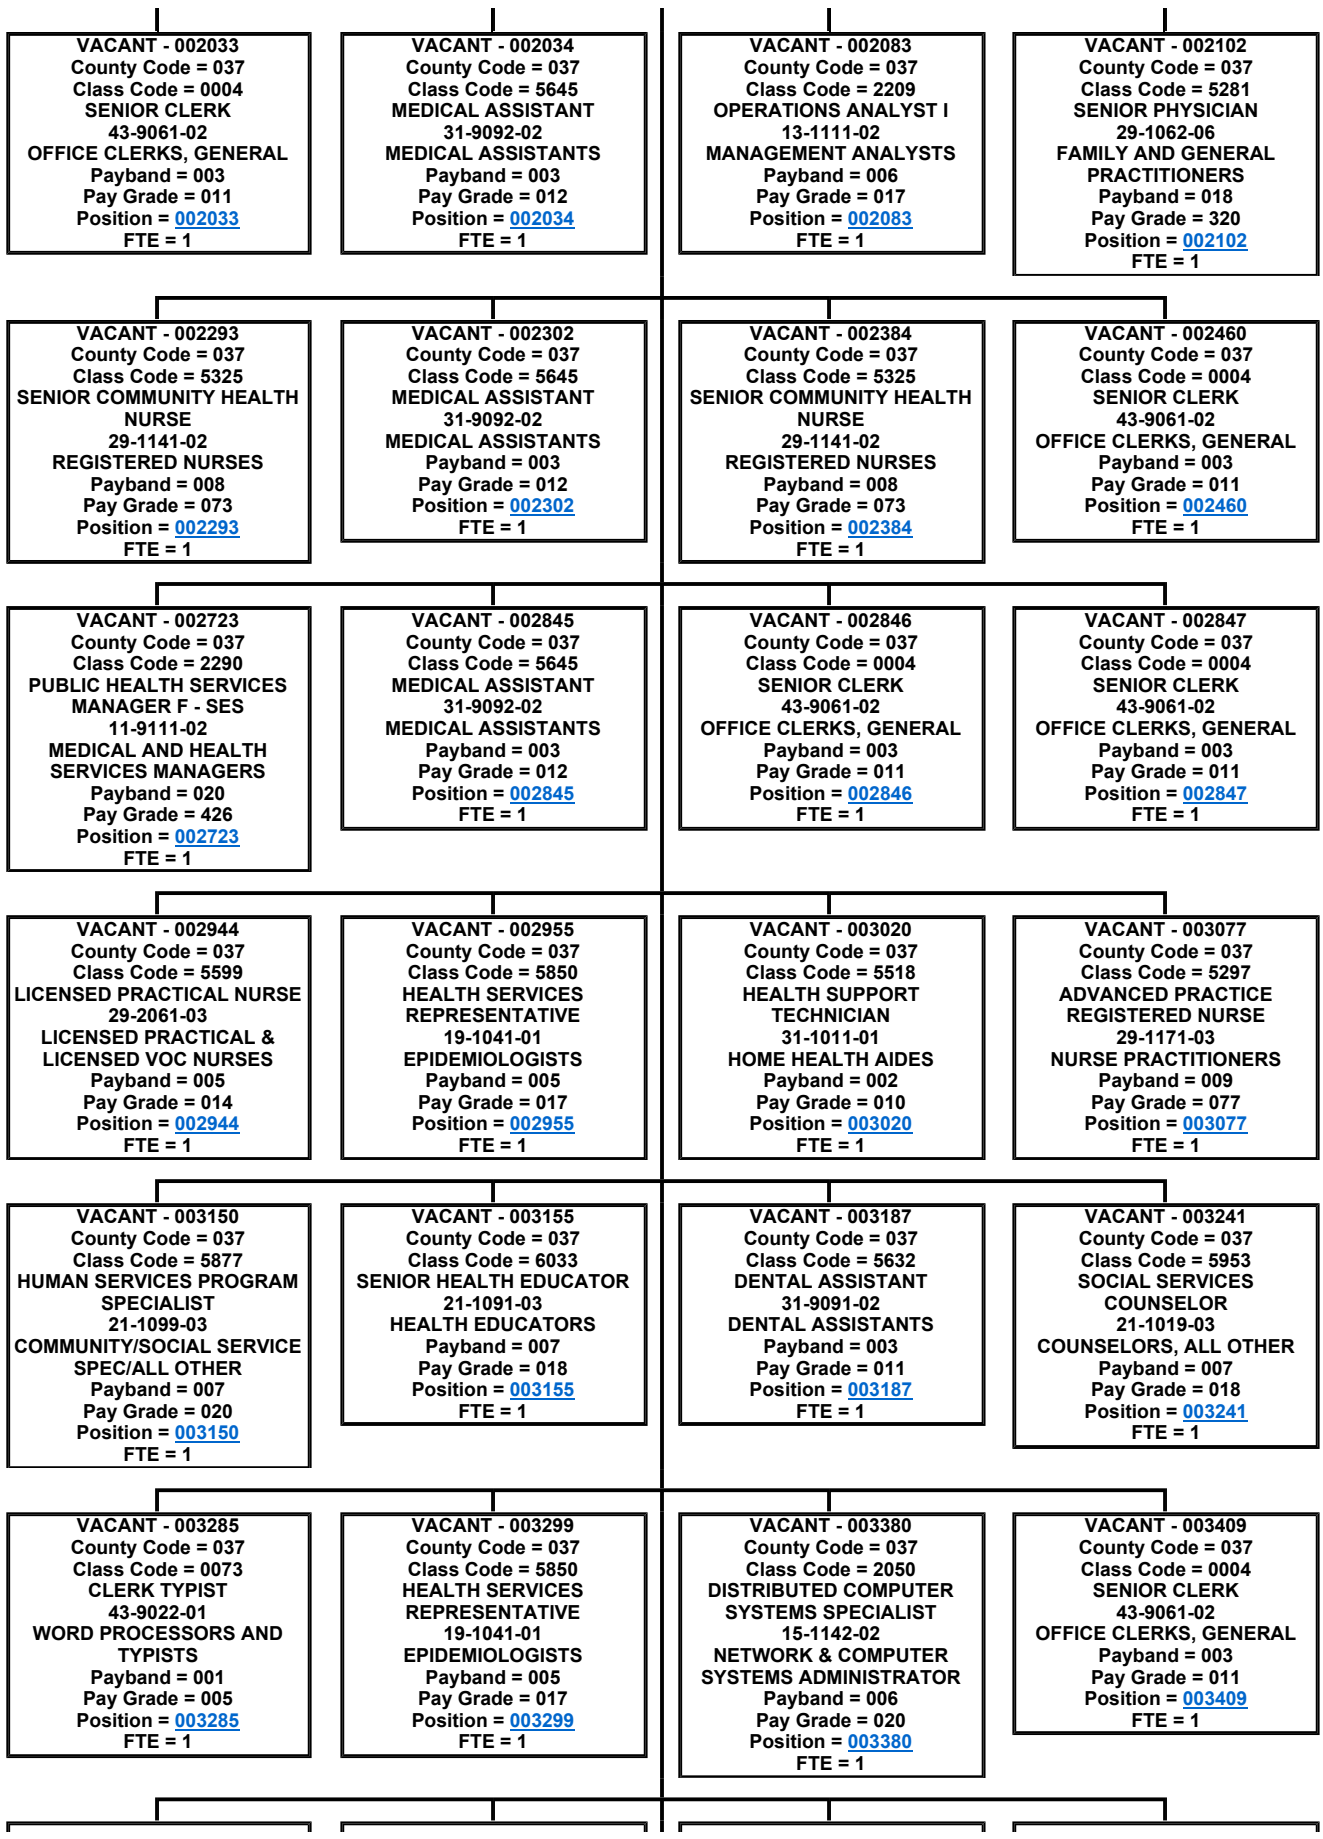 VACANT - 002033
County Code = 037
Class Code = 0004
SENIOR CLERK
43-9061-02
OFFICE CLERKS, GENERAL
Payband = 003
Pay Grade = 011
Position = 002033
FTE = 1
VACANT - 002034
County Code = 037
Class Code = 5645
MEDICAL ASSISTANT
31-9092-02
MEDICAL ASSISTANTS
Payband = 003
Pay Grade = 012
Position = 002034
FTE = 1
VACANT - 002083
County Code = 037
Class Code = 2209
OPERATIONS ANALYST I
13-1111-02
MANAGEMENT ANALYSTS
Payband = 006
Pay Grade = 017
Position = 002083
FTE = 1
VACANT - 002102
County Code = 037
Class Code = 5281
SENIOR PHYSICIAN
29-1062-06
FAMILY AND GENERAL
PRACTITIONERS
Payband = 018
Pay Grade = 320
Position = 002102
FTE = 1
VACANT - 002293
County Code = 037
Class Code = 5325
SENIOR COMMUNITY HEALTH
NURSE
29-1141-02
REGISTERED NURSES
Payband = 008
Pay Grade = 073
Position = 002293
FTE = 1
VACANT - 002302
County Code = 037
Class Code = 5645
MEDICAL ASSISTANT
31-9092-02
MEDICAL ASSISTANTS
Payband = 003
Pay Grade = 012
Position = 002302
FTE = 1
VACANT - 002384
County Code = 037
Class Code = 5325
SENIOR COMMUNITY HEALTH
NURSE
29-1141-02
REGISTERED NURSES
Payband = 008
Pay Grade = 073
Position = 002384
FTE = 1
VACANT - 002460
County Code = 037
Class Code = 0004
SENIOR CLERK
43-9061-02
OFFICE CLERKS, GENERAL
Payband = 003
Pay Grade = 011
Position = 002460
FTE = 1
VACANT - 002723
County Code = 037
Class Code = 2290
PUBLIC HEALTH SERVICES
MANAGER F - SES
11-9111-02
MEDICAL AND HEALTH
SERVICES MANAGERS
Payband = 020
Pay Grade = 426
Position = 002723
FTE = 1
VACANT - 002845
County Code = 037
Class Code = 5645
MEDICAL ASSISTANT
31-9092-02
MEDICAL ASSISTANTS
Payband = 003
Pay Grade = 012
Position = 002845
FTE = 1
VACANT - 002846
County Code = 037
Class Code = 0004
SENIOR CLERK
43-9061-02
OFFICE CLERKS, GENERAL
Payband = 003
Pay Grade = 011
Position = 002846
FTE = 1
VACANT - 002847
County Code = 037
Class Code = 0004
SENIOR CLERK
43-9061-02
OFFICE CLERKS, GENERAL
Payband = 003
Pay Grade = 011
Position = 002847
FTE = 1
VACANT - 002944
County Code = 037
Class Code = 5599
LICENSED PRACTICAL NURSE
29-2061-03
LICENSED PRACTICAL &
LICENSED VOC NURSES
Payband = 005
Pay Grade = 014
Position = 002944
FTE = 1
VACANT - 002955
County Code = 037
Class Code = 5850
HEALTH SERVICES
REPRESENTATIVE
19-1041-01
EPIDEMIOLOGISTS
Payband = 005
Pay Grade = 017
Position = 002955
FTE = 1
VACANT - 003020
County Code = 037
Class Code = 5518
HEALTH SUPPORT
TECHNICIAN
31-1011-01
HOME HEALTH AIDES
Payband = 002
Pay Grade = 010
Position = 003020
FTE = 1
VACANT - 003077
County Code = 037
Class Code = 5297
ADVANCED PRACTICE
REGISTERED NURSE
29-1171-03
NURSE PRACTITIONERS
Payband = 009
Pay Grade = 077
Position = 003077
FTE = 1
VACANT - 003150
County Code = 037
Class Code = 5877
HUMAN SERVICES PROGRAM
SPECIALIST
21-1099-03
COMMUNITY/SOCIAL SERVICE
SPEC/ALL OTHER
Payband = 007
Pay Grade = 020
Position = 003150
FTE = 1
VACANT - 003155
County Code = 037
Class Code = 6033
SENIOR HEALTH EDUCATOR
21-1091-03
HEALTH EDUCATORS
Payband = 007
Pay Grade = 018
Position = 003155
FTE = 1
VACANT - 003187
County Code = 037
Class Code = 5632
DENTAL ASSISTANT
31-9091-02
DENTAL ASSISTANTS
Payband = 003
Pay Grade = 011
Position = 003187
FTE = 1
VACANT - 003241
County Code = 037
Class Code = 5953
SOCIAL SERVICES
COUNSELOR
21-1019-03
COUNSELORS, ALL OTHER
Payband = 007
Pay Grade = 018
Position = 003241
FTE = 1
VACANT - 003285
County Code = 037
Class Code = 0073
CLERK TYPIST
43-9022-01
WORD PROCESSORS AND
TYPISTS
Payband = 001
Pay Grade = 005
Position = 003285
FTE = 1
VACANT - 003299
County Code = 037
Class Code = 5850
HEALTH SERVICES
REPRESENTATIVE
19-1041-01
EPIDEMIOLOGISTS
Payband = 005
Pay Grade = 017
Position = 003299
FTE = 1
VACANT - 003380
County Code = 037
Class Code = 2050
DISTRIBUTED COMPUTER
SYSTEMS SPECIALIST
15-1142-02
NETWORK & COMPUTER
SYSTEMS ADMINISTRATOR
Payband = 006
Pay Grade = 020
Position = 003380
FTE = 1
VACANT - 003409
County Code = 037
Class Code = 0004
SENIOR CLERK
43-9061-02
OFFICE CLERKS, GENERAL
Payband = 003
Pay Grade = 011
Position = 003409
FTE = 1